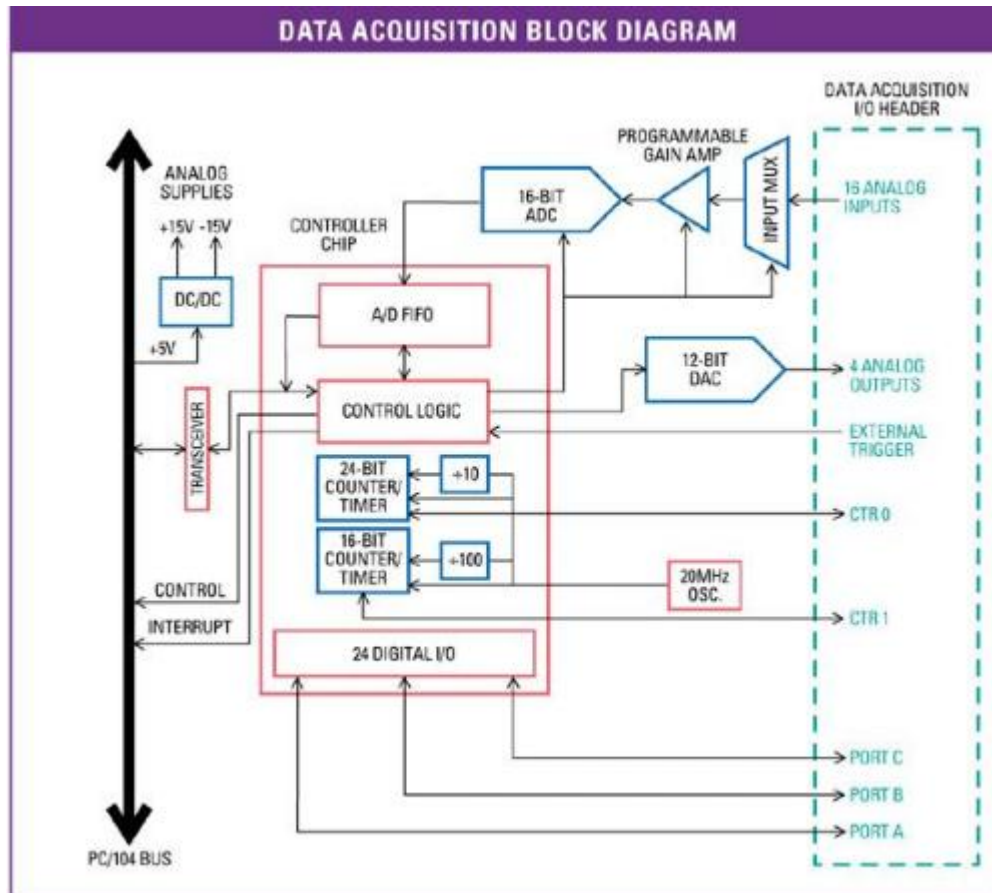 DATA ACQUISITION BLOCK DIAGRAM
DATA ACQUISITION
I/O HEADER
PROGRAMMABLE
GAIN AMP
ANALOG
SUPPLIES
+15V -15V
16-BIT
ADC
INPUT MUX
16 ANALOG
INPUTS
CONTROLLER
CHIP
DC/DC
A/D FIFO
+5V
12-BIT
DAC
4 ANALOG
OUTPUTS
CONTROL LOGIC
TRANSCEIVER
EXTERNAL
TRIGGER
24-BIT
COUNTER/
TIMER
÷10
CTR 0
16-BIT
COUNTER/
TIMER
÷100
20MHz
OSC.
CONTROL
CTR 1
INTERRUPT
24 DIGITAL I/O
PORT C
PORT B
PORT A
PC/104 BUS